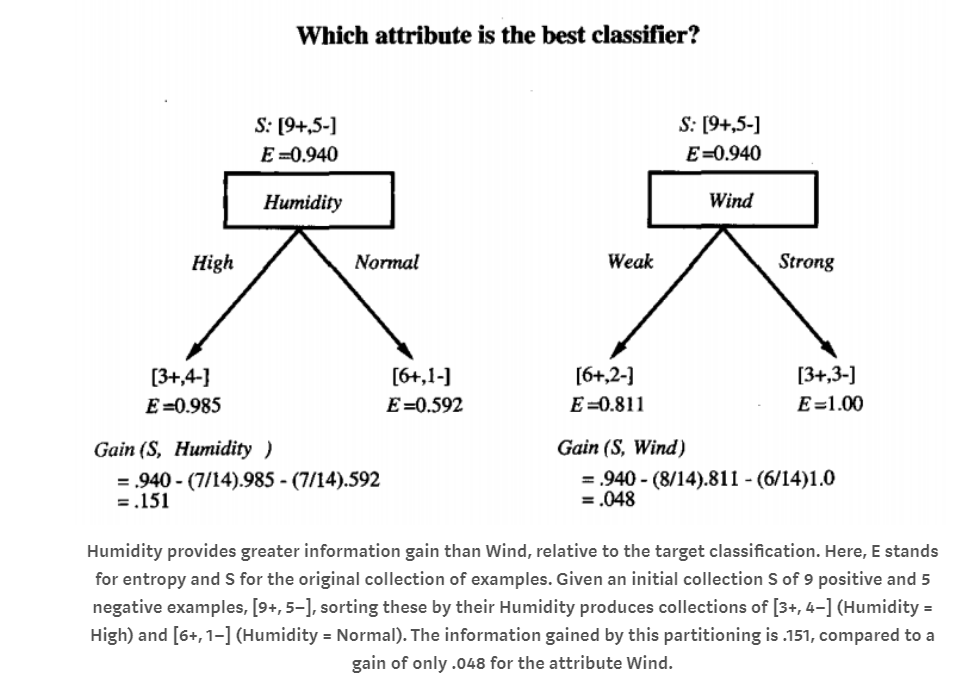 Which attribute is the best classifier?
S: [9+,5-]
E =0.940
Humidity
High
Normal
[3+,4-]
E =0.985
[6+,1-]
E =0.592
Gain (S, Humidity )
= .940 - (7/14).985 - (7/14).592
= .151
S: [9+,5-]
E =0.940
Wind
Weak
Strong
[6+,2-]
E =0.811
[3+,3-]
E =1.00
Gain (S, Wind)
= .940 - (8/14).811 - (6/14)1.0
= .048
Humidity provides greater information gain than Wind, relative to the target classification. Here, E stands
for entropy and S for the original collection of examples. Given an initial collection S of 9 positive and 5
negative examples, [9+, 5−], sorting these by their Humidity produces collections of [3+, 4−] (Humidity =
High) and [6+, 1−] (Humidity = Normal). The information gained by this partitioning is .151, compared to a
gain of only .048 for the attribute Wind.